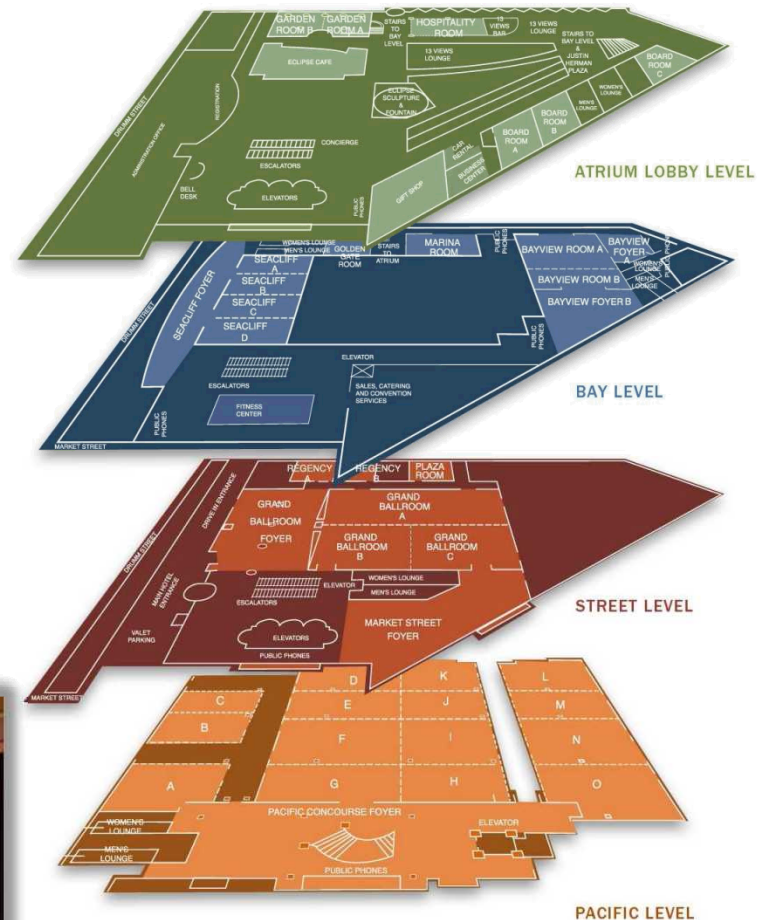 GARDEN
ROOM B
GARDEN
ROOM A
STAIRS
TO
BAY
LEVEL
HOSPITALITY
ROOM
13
VIEWS
BAR
13 VIEWS
LOUNGE
13 VIEWS
LOUNGE
STAIRS TO
BAY LEVEL
& JUSTIN
HERMAN
PLAZA
ECLIPSE CAFE
BOARD
ROOM
C
WOMEN'S
LOUNGE
MEN'S
LOUNGE
ECLIPSE
SCULPTURE
&
FOUNTAIN
DRUMM STREET
REGISTRATION
ADMINISTRATION OFFICE
CONCIERGE
ESCALATORS
BOARD
ROOM
A
BOARD
ROOM
B
CAR
RENTAL
BUSINESS
CENTER
BELL
DESK
ELEVATORS
PUBLIC
PHONES
GIFT SHOP
ATRIUM LOBBY LEVEL
WOMEN'S LOUNGE
MEN'S LOUNGE
GOLDEN
GATE
ROOM
STAIRS
TO
ATRIUM
MARINA
ROOM
PUBLIC
PHONES
BAYVIEW ROOM A
BAYVIEW
FOYER
A
PUBLIC
PHONES
SEACLIFF
A
SEACLIFF
B
SEACLIFF
C
SEACLIFF
D
SEACLIFF FOYER
BAYVIEW ROOM B
WOMEN'S
LOUNGE
MEN'S
LOUNGE
BAYVIEW FOYER B
DRUMM STREET
PUBLIC
PHONES
ELEVATOR
ESCALATORS
SALES, CATERING
AND CONVENTION
SERVICES
FITNESS
CENTER
PUBLIC
PHONES
MARKET STREET
BAY LEVEL
REGENCY
A
REGENCY
B
PLAZA
ROOM
DRIVE IN ENTRANCE
GRAND
BALLROOM
FOYER
GRAND
BALLROOM
A
GRAND
BALLROOM
B
GRAND
BALLROOM
C
DRUMM STREET
MAIN HOTEL
ENTRANCE
ELEVATOR
WOMEN'S LOUNGE
MEN'S LOUNGE
ESCALATORS
VALET
PARKING
ELEVATORS
PUBLIC PHONES
MARKET STREET
FOYER
MARKET STREET
STREET LEVEL
D
K
L
C
E
J
M
B
F
I
N
A
G
H
O
PACIFIC CONCOURSE FOYER
WOMEN'S
LOUNGE
ELEVATOR
MEN'S
LOUNGE
PUBLIC PHONES
PACIFIC LEVEL